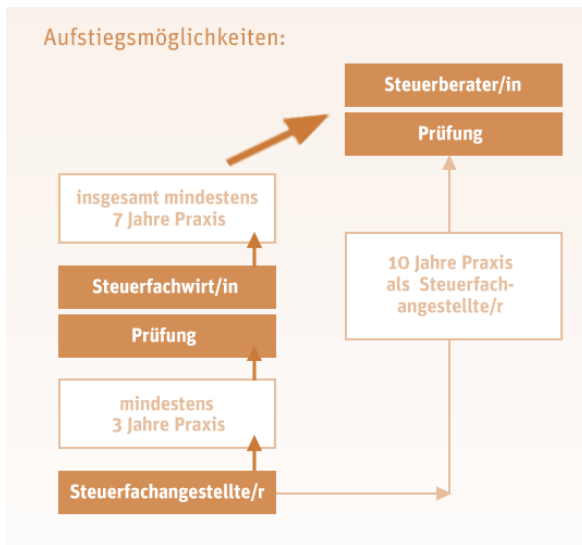 Aufstiegsmöglichkeiten:
Steuerberater/in
Prüfung
insgesamt mindestens
7 Jahre Praxis
Steuerfachwirt/in
Prüfung
mindestens
3 Jahre Praxis
Steuerfachangestellte/r
10 Jahre Praxis
als Steuerfach-
angestellte/r